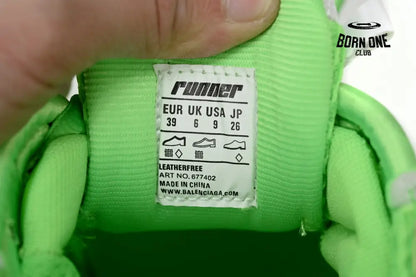 BORN ONE
CLUB
runner
EUR UK USA JP
39 6 9 26
LEATHERFREE
ART NO. 677402
MADE IN CHINA
WWW.BALENCIAGA.COM